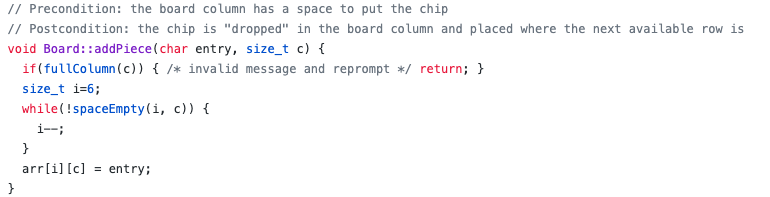 // Precondition: the board column has a space to put the chip
// Postcondition: the chip is "dropped" in the board column and placed where the next available row is
void Board::addPiece(char entry, size_t c) {
  if(fullColumn(c)) { /* invalid message and reprompt */ return; }
  size_t i=6;
  while(!spaceEmpty(i, c)) {
    i--;
  }
  arr[i][c] = entry;
}